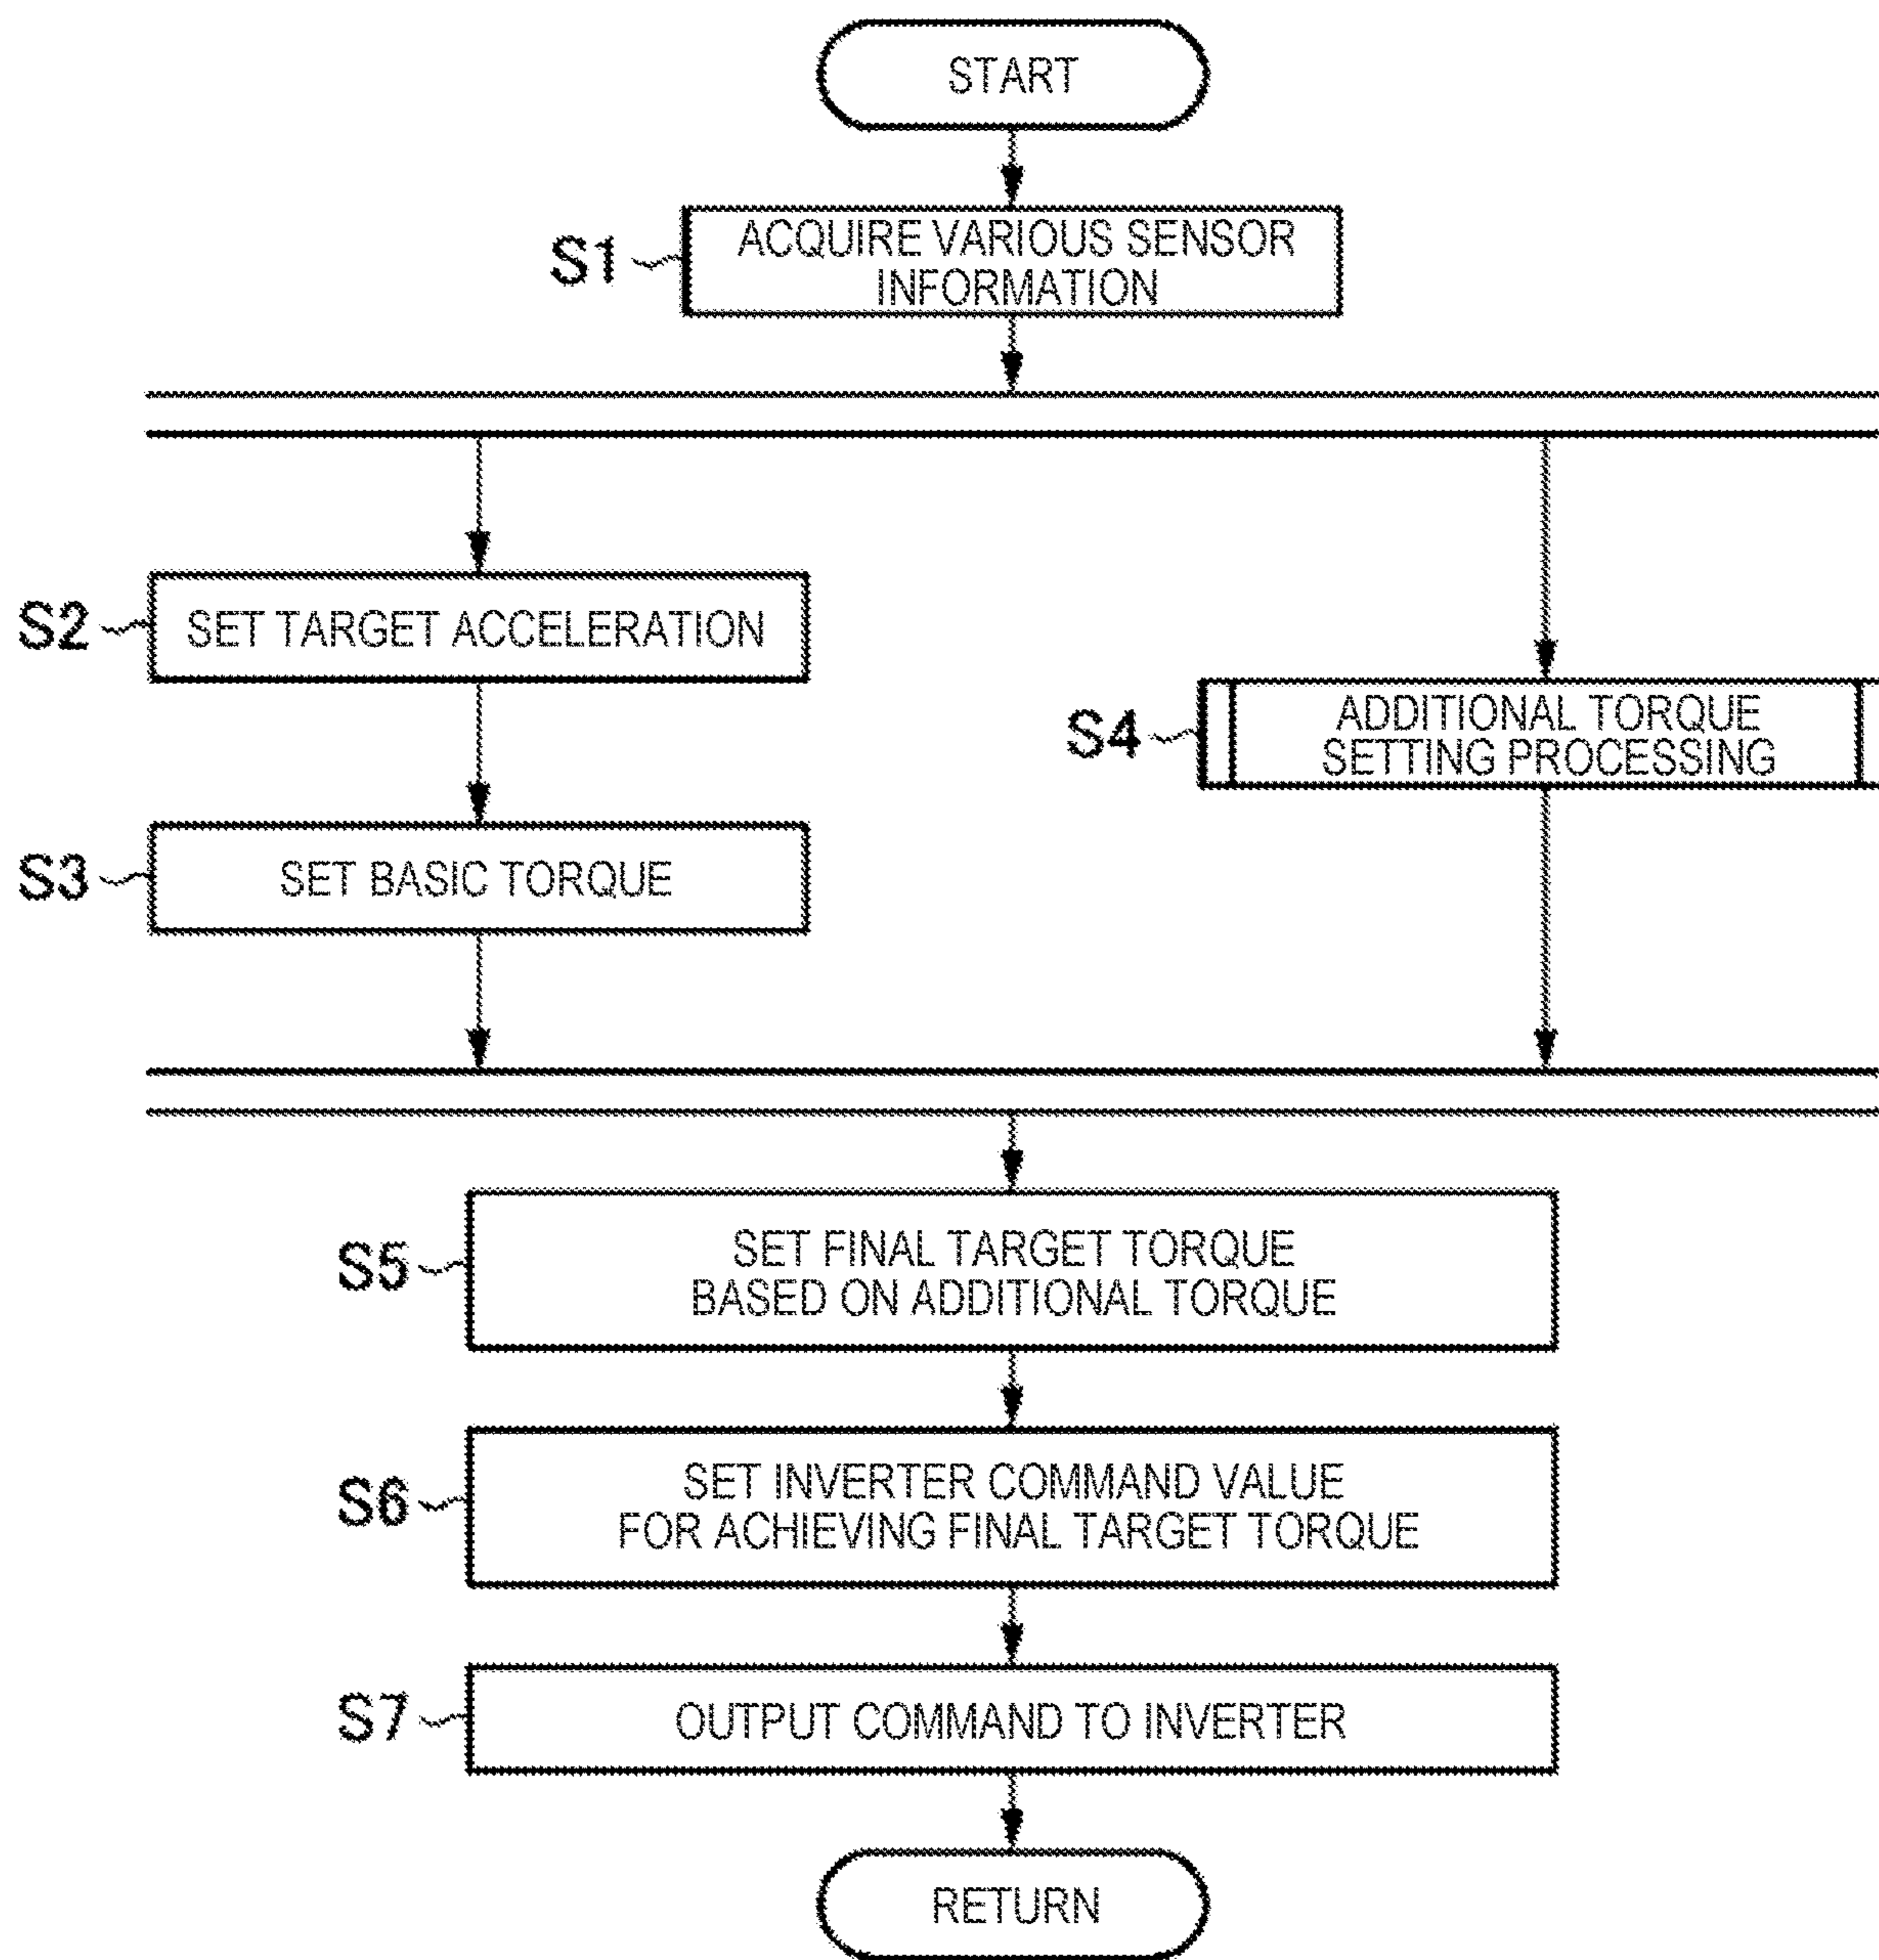 START
S1
ACQUIRE VARIOUS SENSOR
INFORMATION
S2
SET TARGET ACCELERATION
S4
ADDITIONAL TORQUE
SETTING PROCESSING
S3
SET BASIC TORQUE
S5
SET FINAL TARGET TORQUE
BASED ON ADDITIONAL TORQUE
S6
SET INVERTER COMMAND VALUE
FOR ACHIEVING FINAL TARGET TORQUE
S7
OUTPUT COMMAND TO INVERTER
RETURN